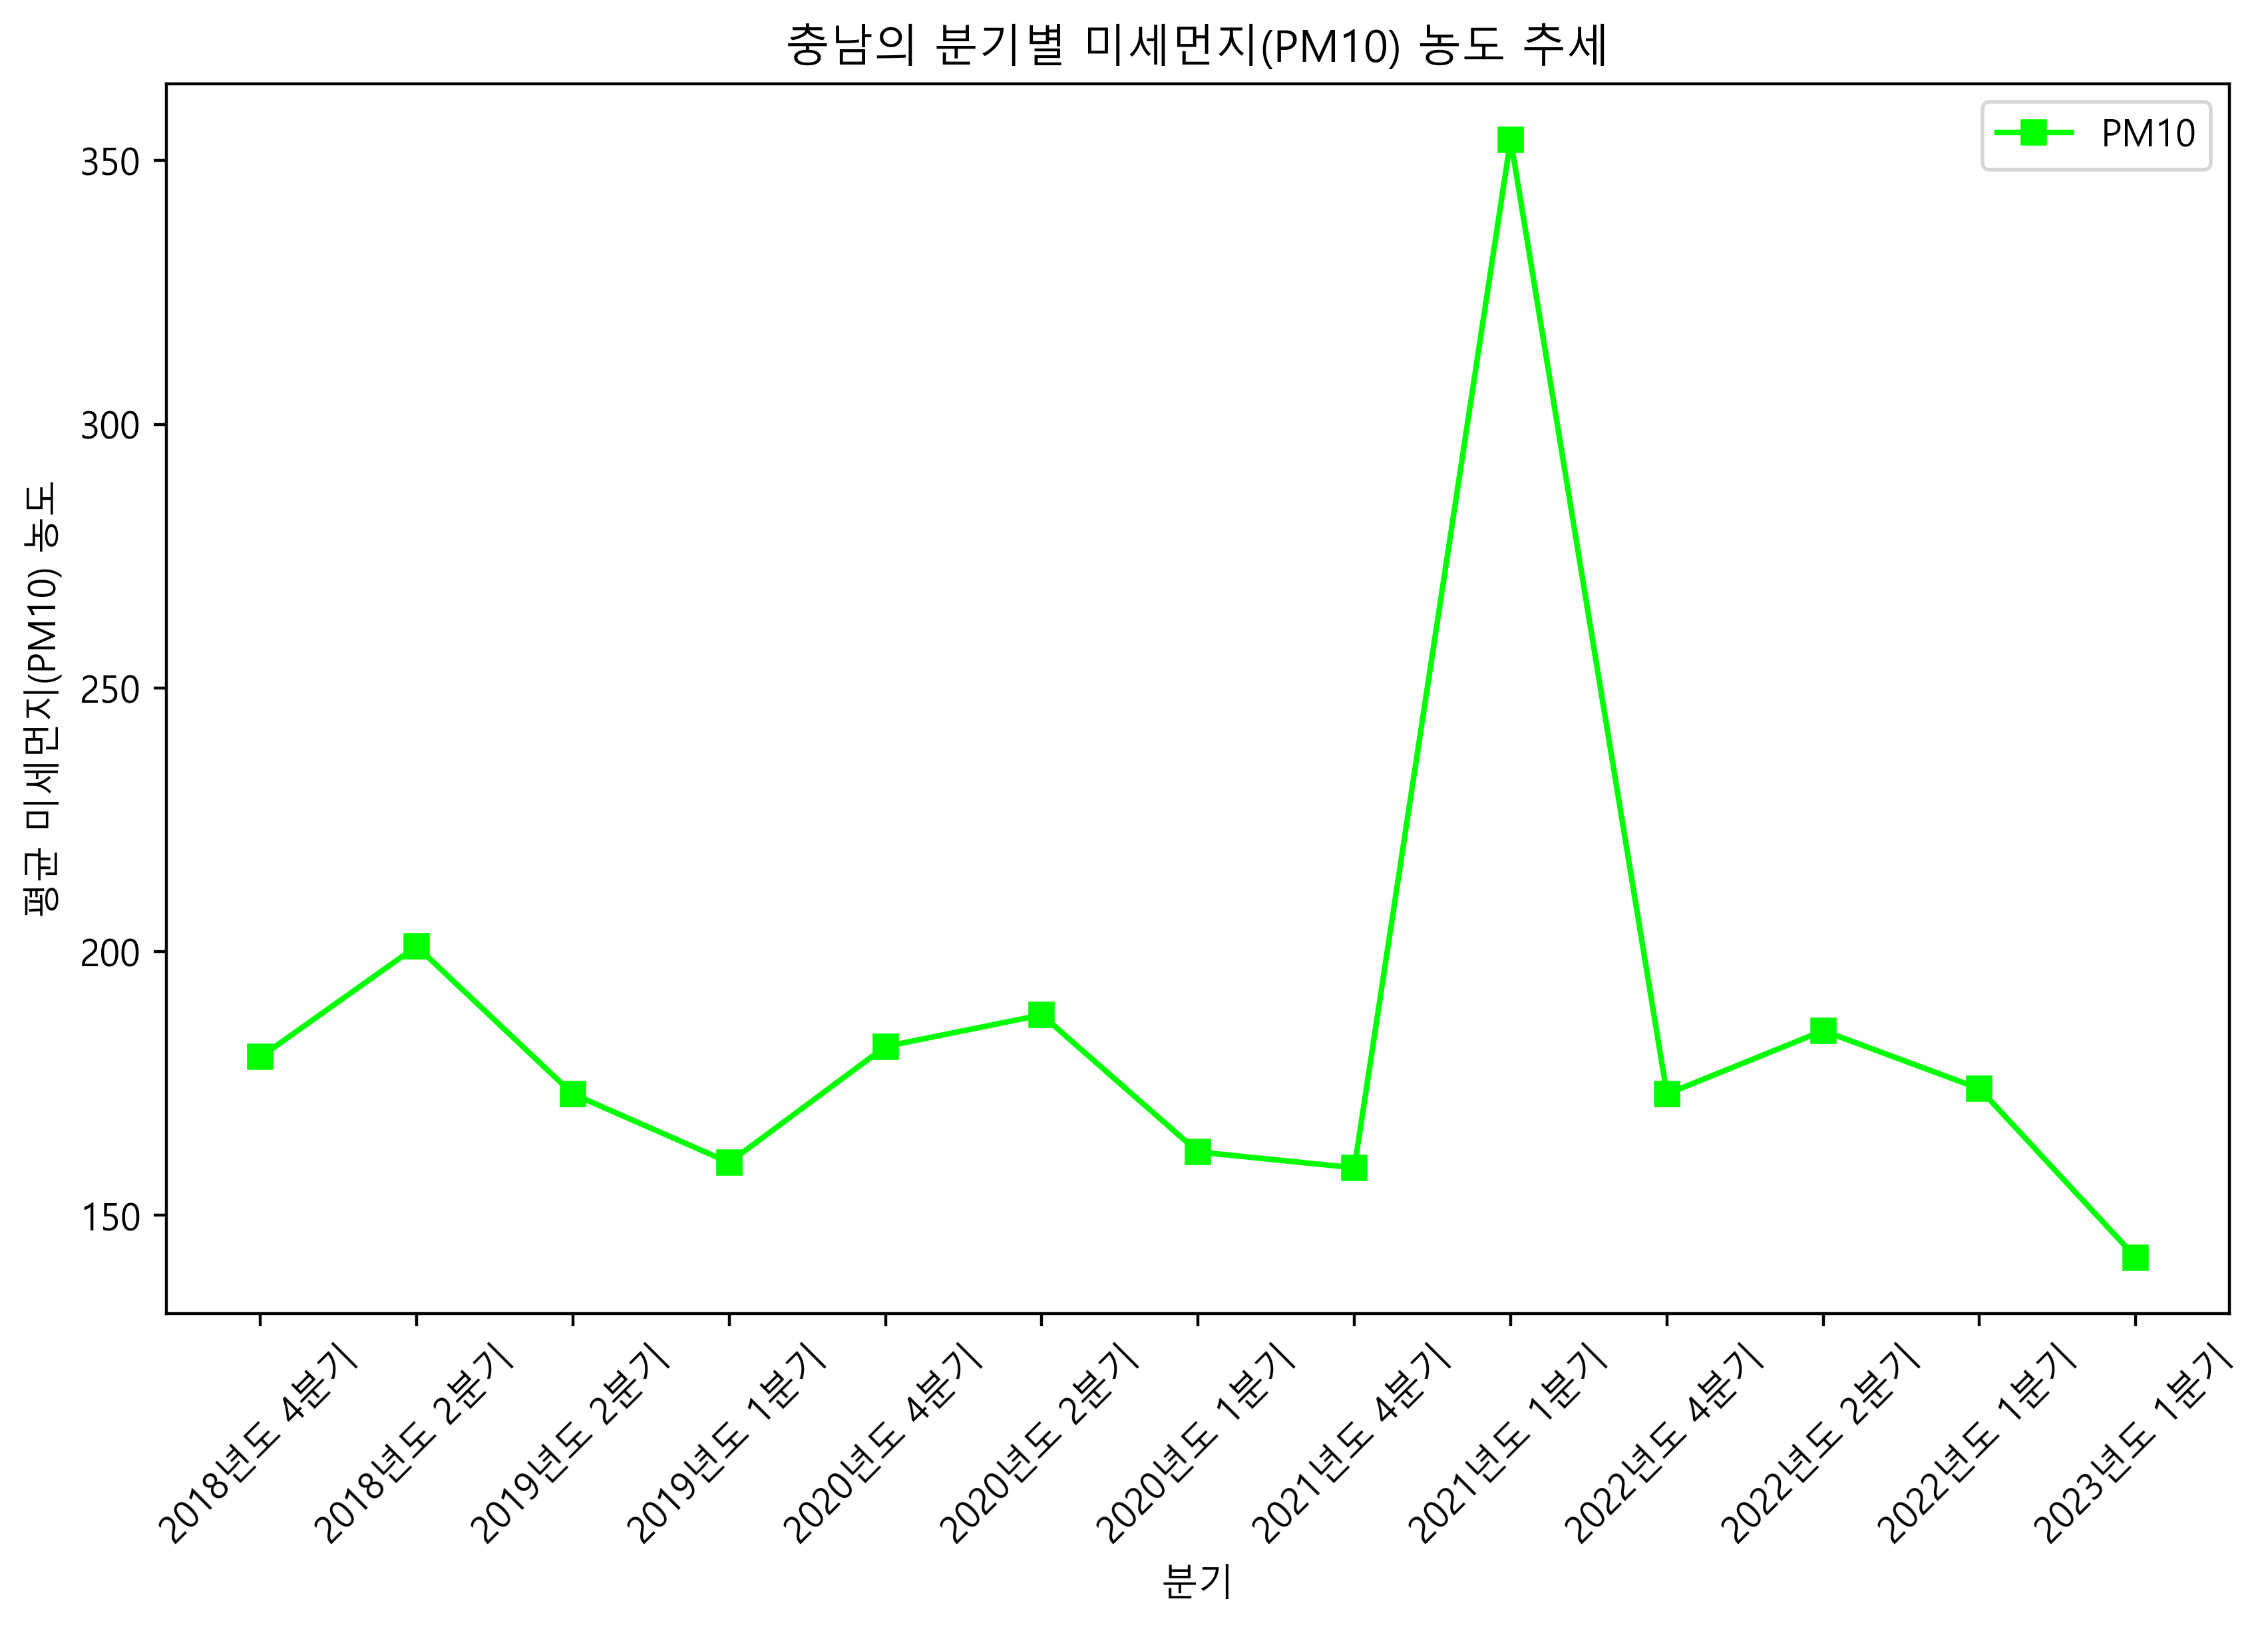 충남의 분기별 미세먼지(PM10) 농도 추세
PM10
평균 미세먼지(PM10) 농도
350
300
250
200
150
2018년도 4분기
2018년도 2분기
2019년도 2분기
2019년도 1분기
2020년도 4분기
2020년도 2분기
2020년도 1분기
2021년도 4분기
2021년도 1분기
2022년도 4분기
2022년도 2분기
2022년도 1분기
2023년도 1분기
분기